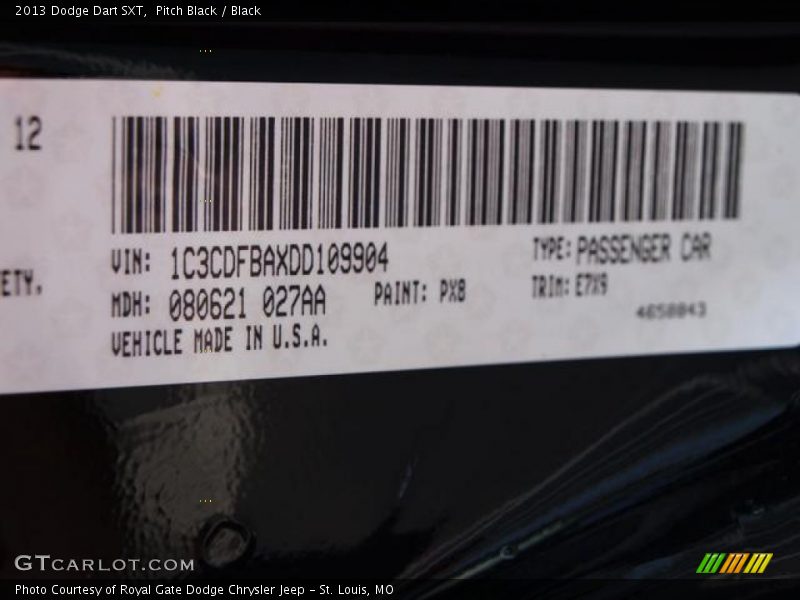 2013 Dodge Dart SXT, Pitch Black / Black
12
VIN: 1C3CDFBAXDD109904
TYPE: PASSENGER CAR
ETY.
MDH: 080621 027AA
PAINT: PX8
TRIM: E7X9
VEHICLE MADE IN U.S.A.
4658843
GTCARLOT.COM
Photo Courtesy of Royal Gate Dodge Chrysler Jeep – St. Louis, MO